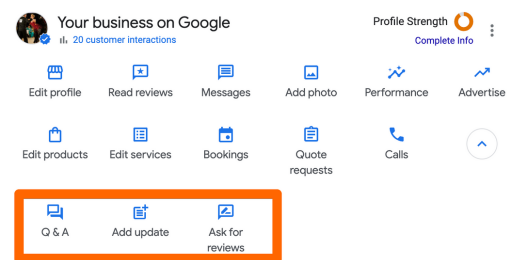 Your business on Google
20 customer interactions
Profile Strength
Complete Info
Edit profile
Read reviews
Messages
Add photo
Performance
Advertise
Edit products
Edit services
Bookings
Quote
requests
Calls
Q & A
Add update
Ask for
reviews